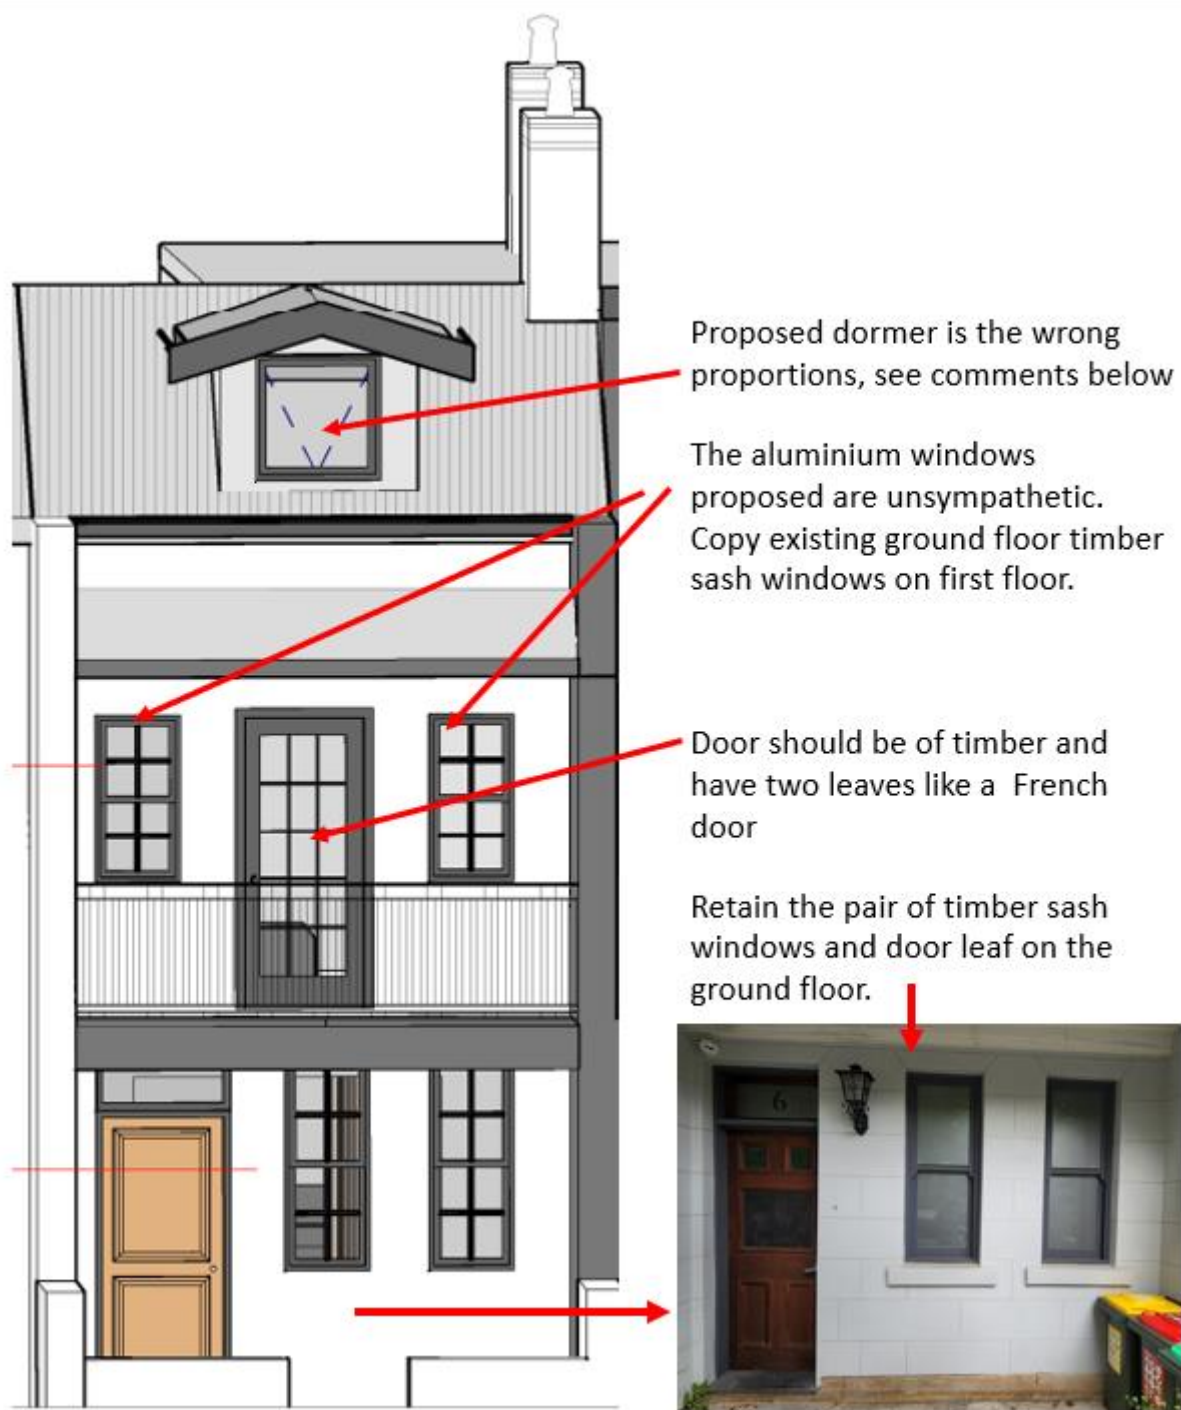 Proposed dormer is the wrong
proportions, see comments below
The aluminium windows
proposed are unsympathetic.
Copy existing ground floor timber
sash windows on first floor.
Door should be of timber and
have two leaves like a  French
door
Retain the pair of timber sash
windows and door leaf on the
ground floor.
6